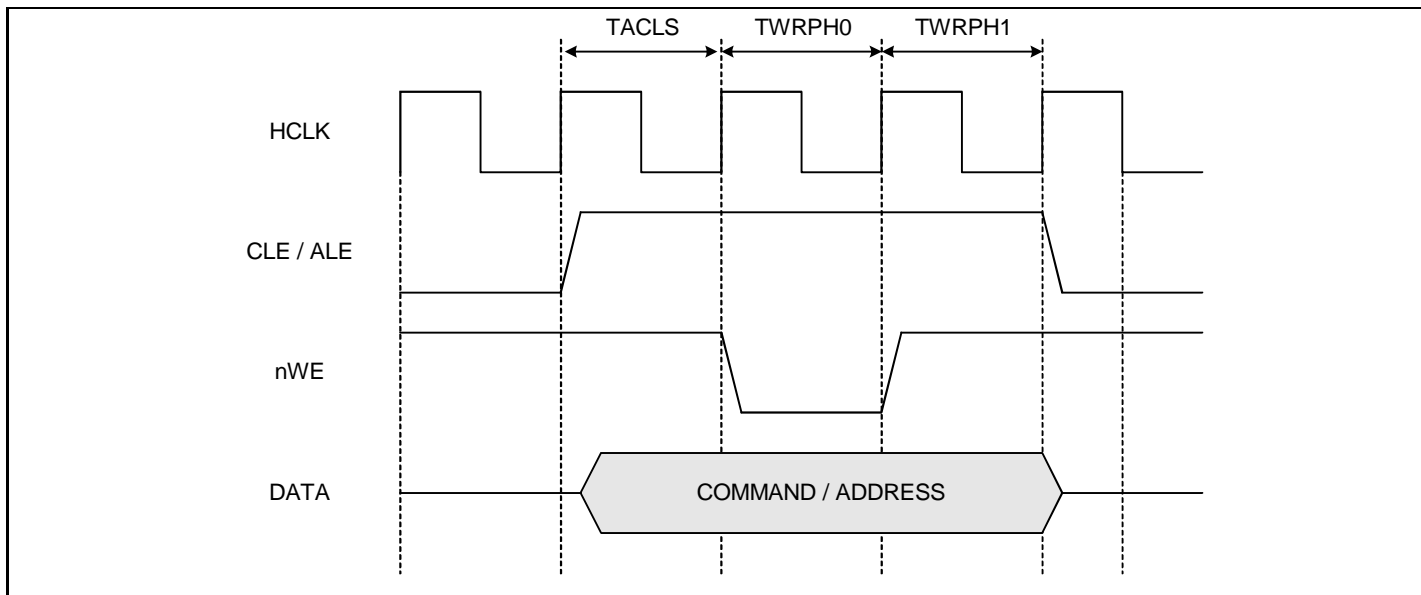 TACLS TWRPH0 TWRPH1
HCLK
CLE / ALE
nWE
DATA COMMAND / ADDRESS